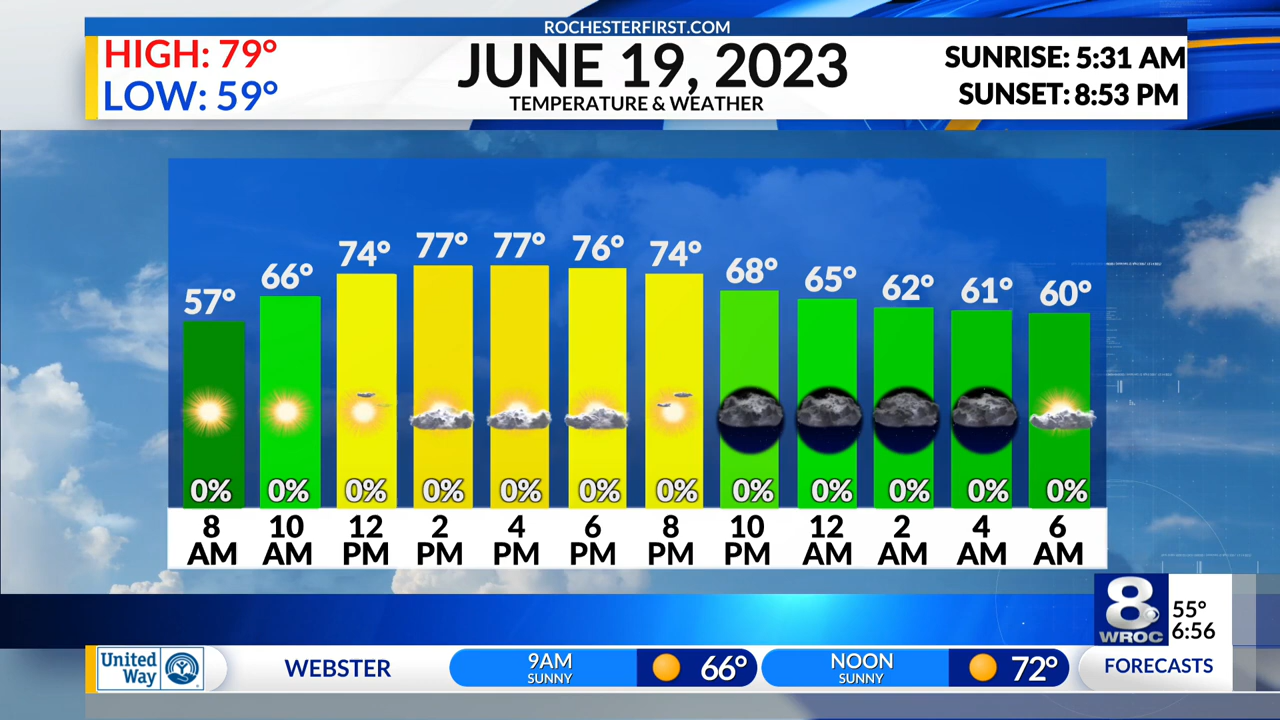 ROCHESTERFIRST.COM
HIGH: 79°
LOW: 59°
JUNE 19, 2023
TEMPERATURE & WEATHER
SUNRISE: 5:31 AM
SUNSET: 8:53 PM
57° 66° 74° 77° 77° 76° 74° 68° 65° 62° 61° 60°
0% 0% 0% 0% 0% 0% 0% 0% 0% 0% 0% 0%
8 10 12 2 4 6 8 10 12 2 4 6
AM AM PM PM PM PM PM PM AM AM AM AM
8
WROC
55°
6:56
United
Way
WEBSTER
9AM
SUNNY
66°
NOON
SUNNY
72°
FORECASTS